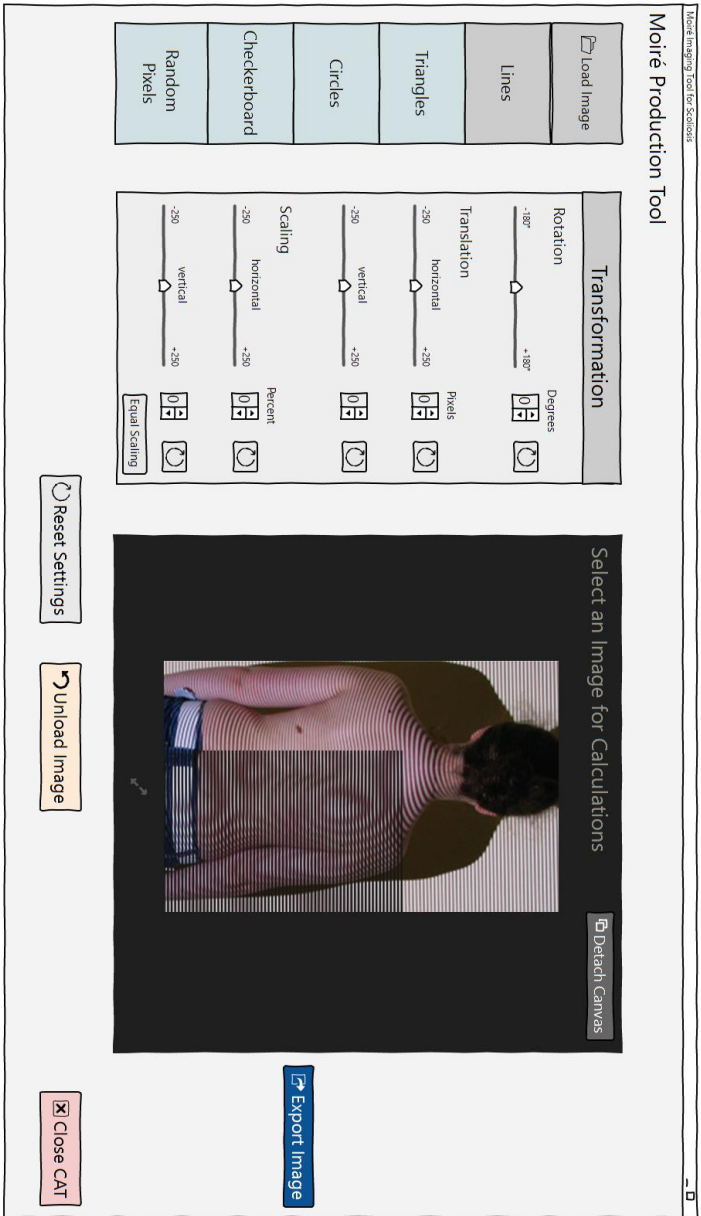 Moiré Imaging Tool for Scoliosis
Moiré Production Tool
Load Image
Lines
Triangles
Circles
Checkerboard
Random
Pixels
Transformation
Rotation
Degrees
-180°
+180°
0
Translation
Pixels
horizontal
-250
+250
0
vertical
-250
+250
0
Scaling
Percent
horizontal
-250
+250
0
vertical
-250
+250
0
Equal Scaling
Select an Image for Calculations
Detach Canvas
Export Image
Reset Settings
Unload Image
Close CAT